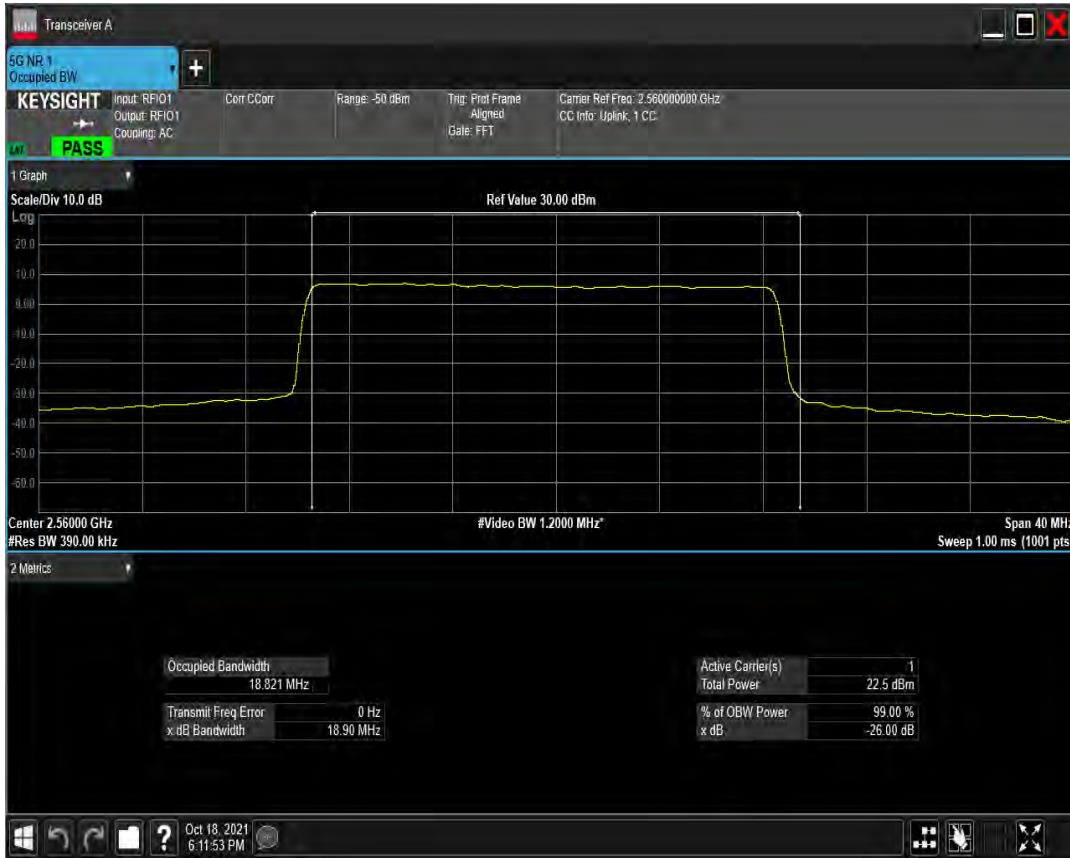 Transceiver A
5G NR 1
Occupied BW
+
KEYSIGHT
Input: RFIO1
Output: RFIO1
Coupling: AC
Corr CCorr
Range: -50 dBm
Trig: Prot Frame
Aligned
Gate: FFT
Carrier Ref Freq: 2.560000000 GHz
CC Info: Uplink, 1 CC
PASS
1 Graph
Scale/Div 10.0 dB
Ref Value 30.00 dBm
Log
20.0
10.0
0.00
-10.0
-20.0
-30.0
-40.0
-50.0
-60.0
Center 2.56000 GHz
#Video BW 1.2000 MHz*
Span 40 MHz
#Res BW 390.00 kHz
Sweep 1.00 ms (1001 pts
2 Metrics
Occupied Bandwidth
18.821 MHz
Transmit Freq Error 0 Hz
x dB Bandwidth 18.90 MHz
Active Carrier(s) 1
Total Power 22.5 dBm
% of OBW Power 99.00 %
x dB -26.00 dB
?
Oct 18, 2021
6:11:53 PM